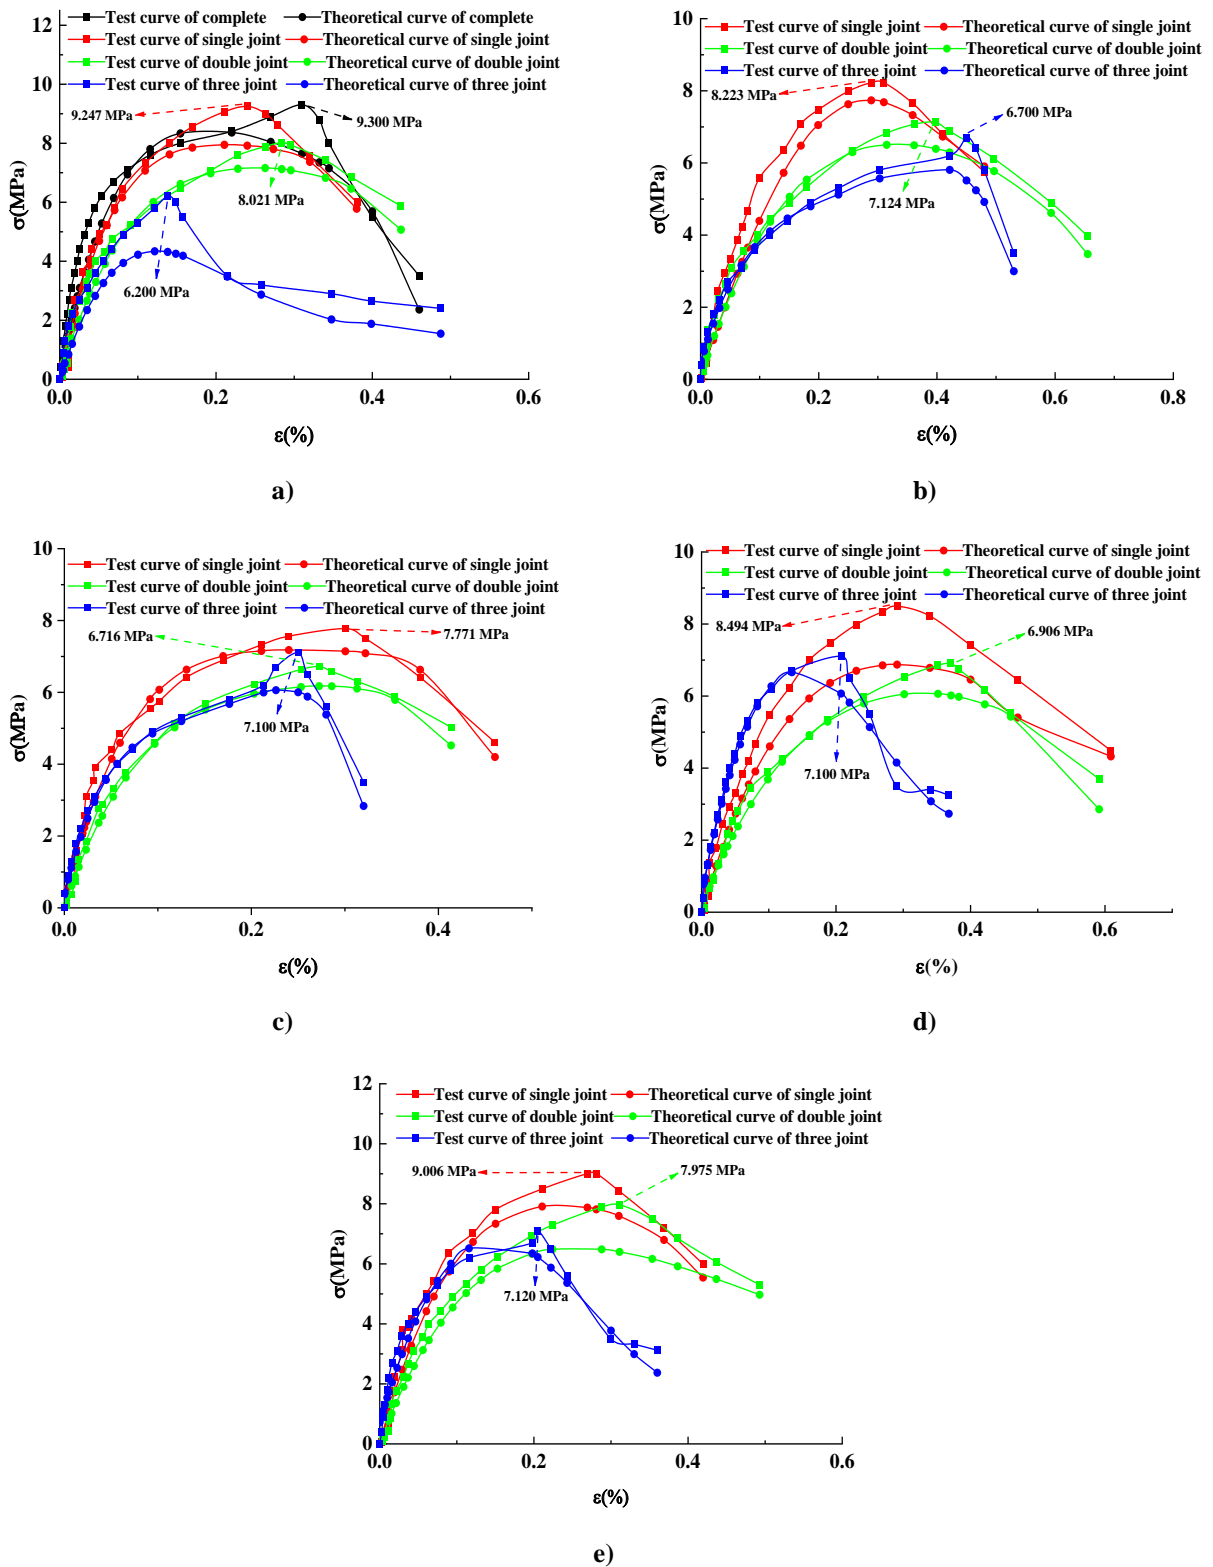 Test curve of complete Theoretical curve of complete
Test curve of single joint Theoretical curve of single joint
Test curve of double joint Theoretical curve of double joint
Test curve of three joint Theoretical curve of three joint
9.247 MPa
9.300 MPa
8.021 MPa
6.200 MPa
σ(MPa)
12
10
8
6
4
2
0
0.0 0.2 0.4 0.6
ε(%)
a)
Test curve of single joint Theoretical curve of single joint
Test curve of double joint Theoretical curve of double joint
Test curve of three joint Theoretical curve of three joint
8.223 MPa
6.700 MPa
7.124 MPa
σ(MPa)
10
8
6
4
2
0
0.0 0.2 0.4 0.6 0.8
ε(%)
b)
Test curve of single joint Theoretical curve of single joint
Test curve of double joint Theoretical curve of double joint
Test curve of three joint Theoretical curve of three joint
6.716 MPa
7.771 MPa
7.100 MPa
σ(MPa)
10
8
6
4
2
0
0.0 0.2 0.4
ε(%)
c)
Test curve of single joint Theoretical curve of single joint
Test curve of double joint Theoretical curve of double joint
Test curve of three joint Theoretical curve of three joint
8.494 MPa
6.906 MPa
7.100 MPa
σ(MPa)
10
8
6
4
2
0
0.0 0.2 0.4 0.6
ε(%)
d)
Test curve of single joint Theoretical curve of single joint
Test curve of double joint Theoretical curve of double joint
Test curve of three joint Theoretical curve of three joint
9.006 MPa
7.975 MPa
7.120 MPa
σ(MPa)
12
10
8
6
4
2
0
0.0 0.2 0.4 0.6
ε(%)
e)